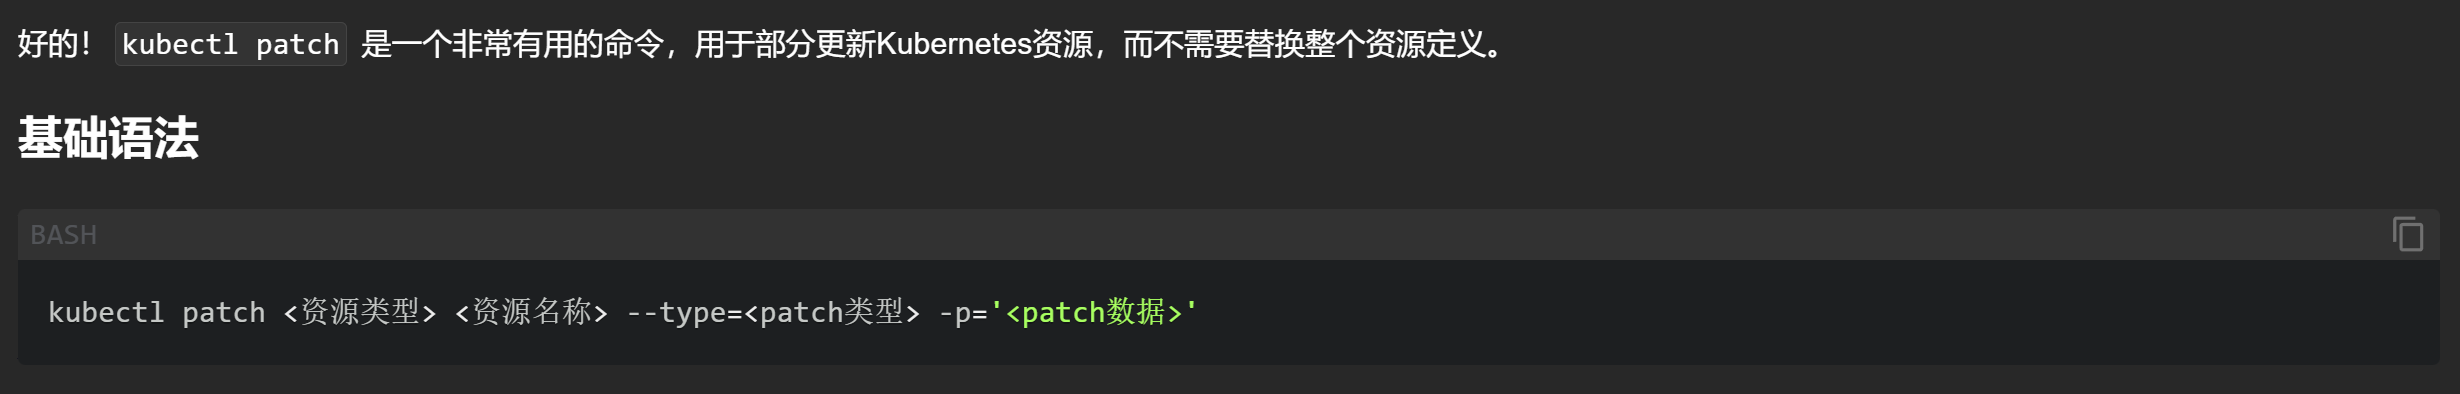 好的！ kubectl patch 是一个非常有用的命令，用于部分更新Kubernetes资源，而不需要替换整个资源定义。
基础语法
BASH
kubectl patch <资源类型> <资源名称> --type=<patch类型> -p='<patch数据>'